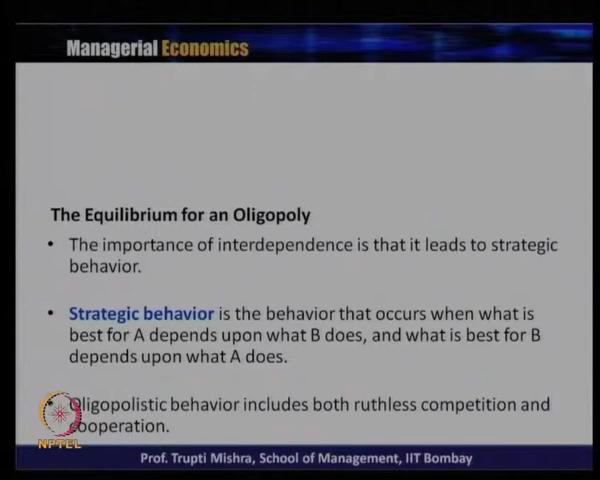 Managerial Economics
The Equilibrium for an Oligopoly
• The importance of interdependence is that it leads to strategic
behavior.
• Strategic behavior is the behavior that occurs when what is
best for A depends upon what B does, and what is best for B
depends upon what A does.
• Oligopolistic behavior includes both ruthless competition and
cooperation.
NPTEL
Prof. Trupti Mishra, School of Management, IIT Bombay